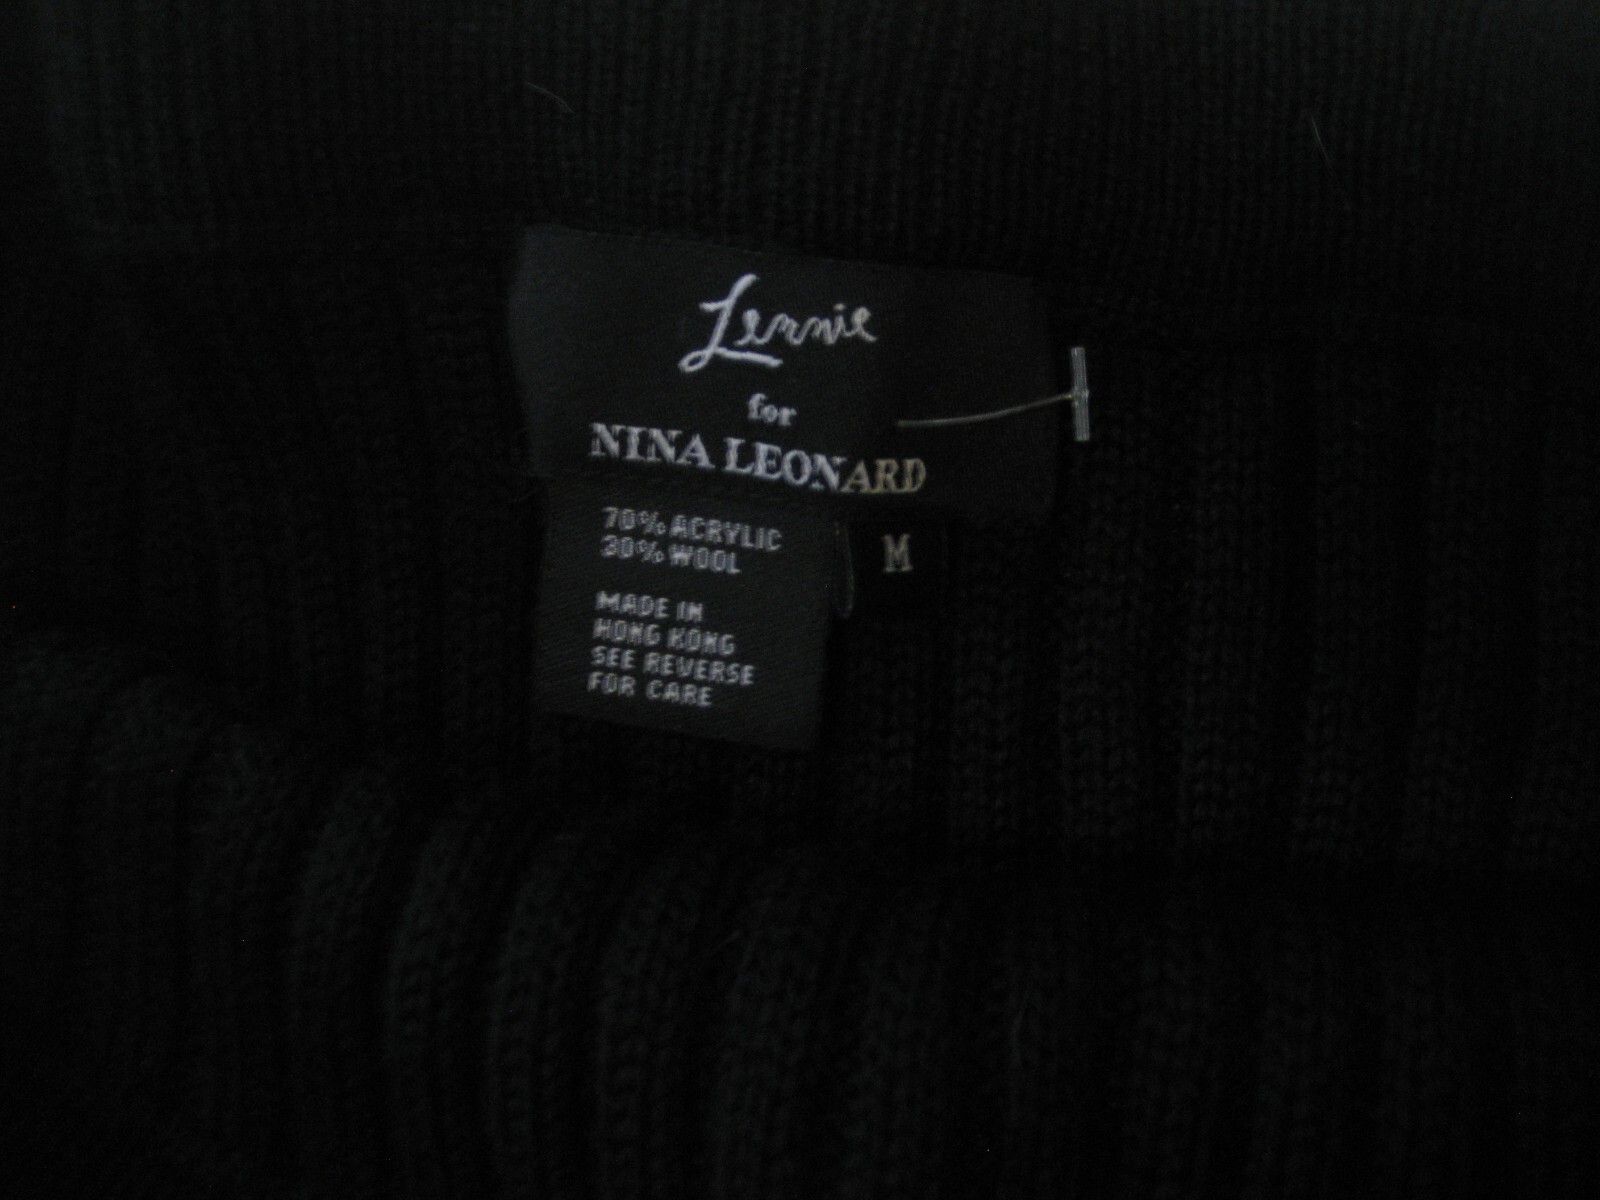 Lennie
for
NINA LEONARD
70% ACRYLIC
30% WOOL
M
MADE IN
HONG KONG
SEE REVERSE
FOR CARE